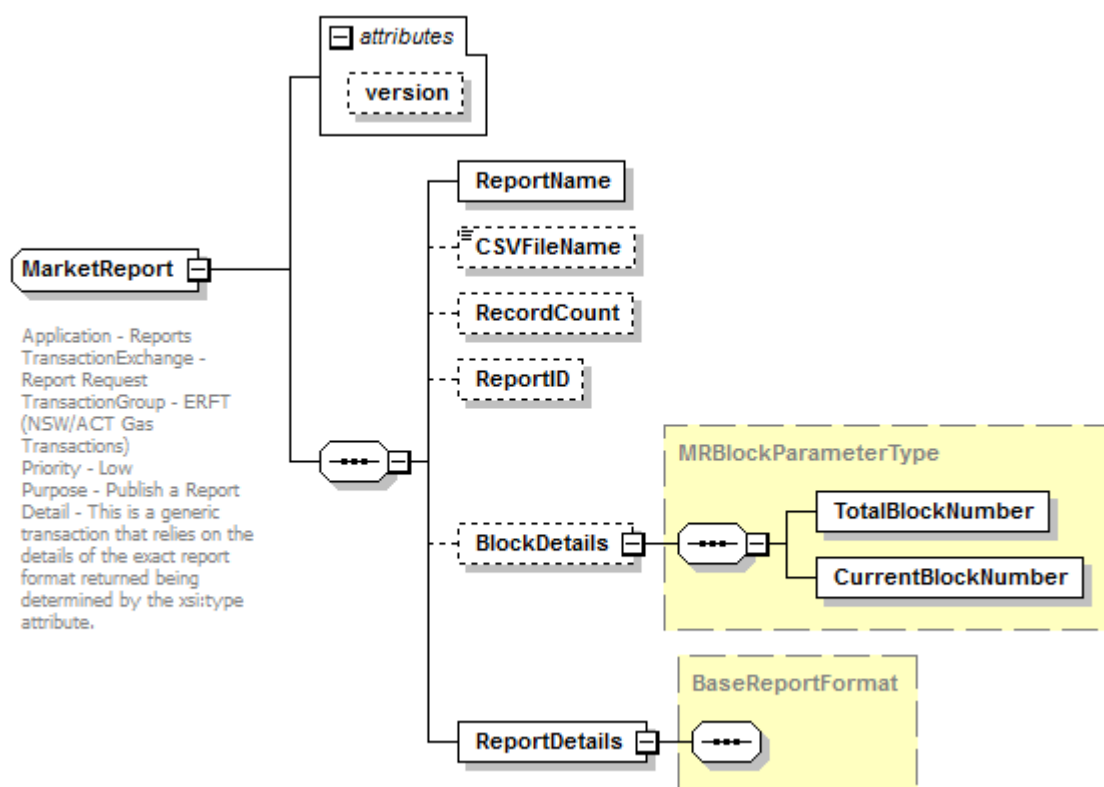 attributes
version
ReportName
CSVFileName
MarketReport
RecordCount
Application - Reports
TransactionExchange -
Report Request
TransactionGroup - ERFT
(NSW/ACT Gas
Transactions)
Priority - Low
Purpose - Publish a Report
Detail - This is a generic
transaction that relies on the
details of the exact report
format returned being
determined by the xsi:type
attribute.
ReportID
MRBlockParameterType
TotalBlockNumber
BlockDetails
CurrentBlockNumber
BaseReportFormat
ReportDetails